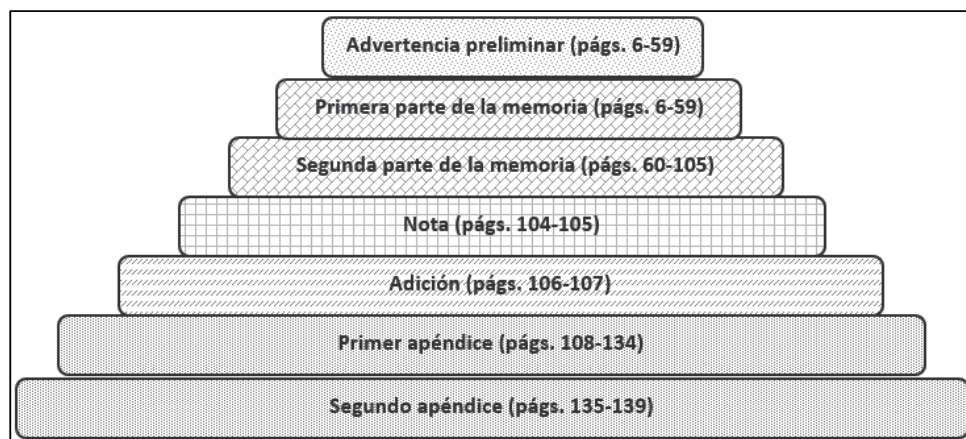 Advertencia preliminar (págs. 6-59)
Primera parte de la memoria (págs. 6-59)
Segunda parte de la memoria (págs. 60-105)
Nota (págs. 104-105)
Adición (págs. 106-107)
Primer apéndice (págs. 108-134)
Segundo apéndice (págs. 135-139)